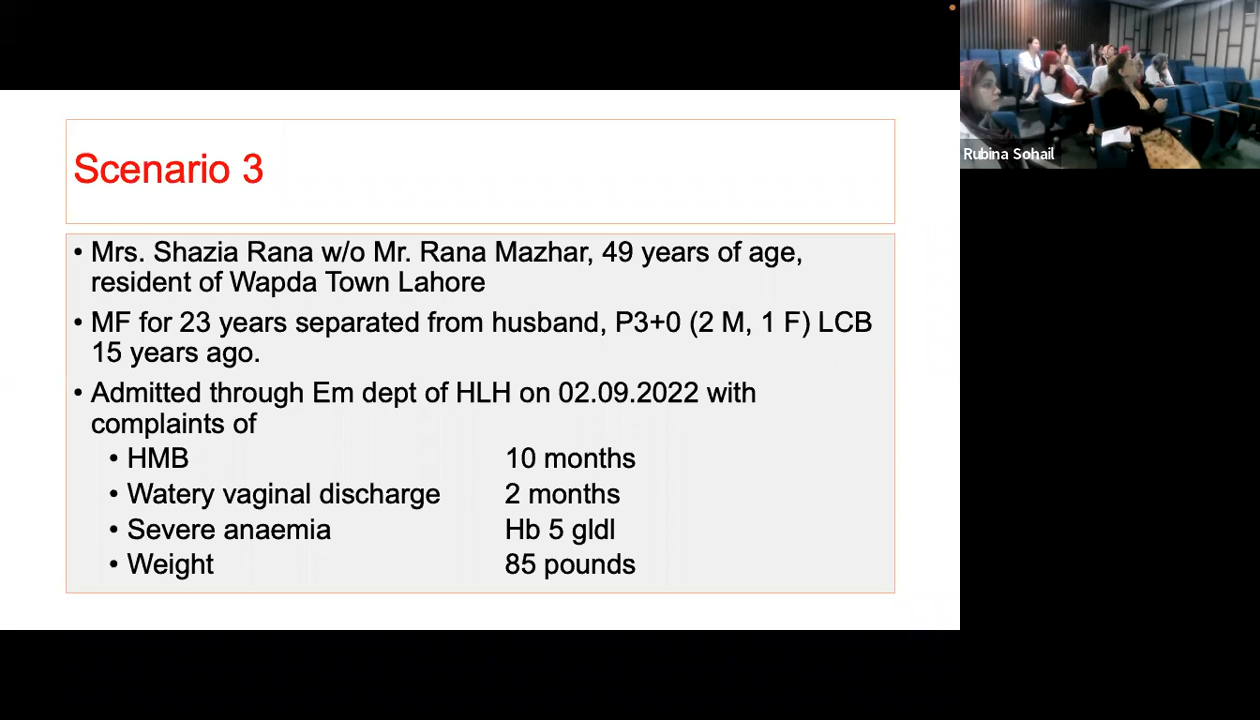 Scenario 3
• Mrs. Shazia Rana w/o Mr. Rana Mazhar, 49 years of age,
resident of Wapda Town Lahore
• MF for 23 years separated from husband, P3+0 (2 M, 1 F) LCB
15 years ago.
• Admitted through Em dept of HLH on 02.09.2022 with
complaints of
• HMB 10 months
• Watery vaginal discharge 2 months
• Severe anaemia Hb 5 gldl
• Weight 85 pounds
Rubina Sohail